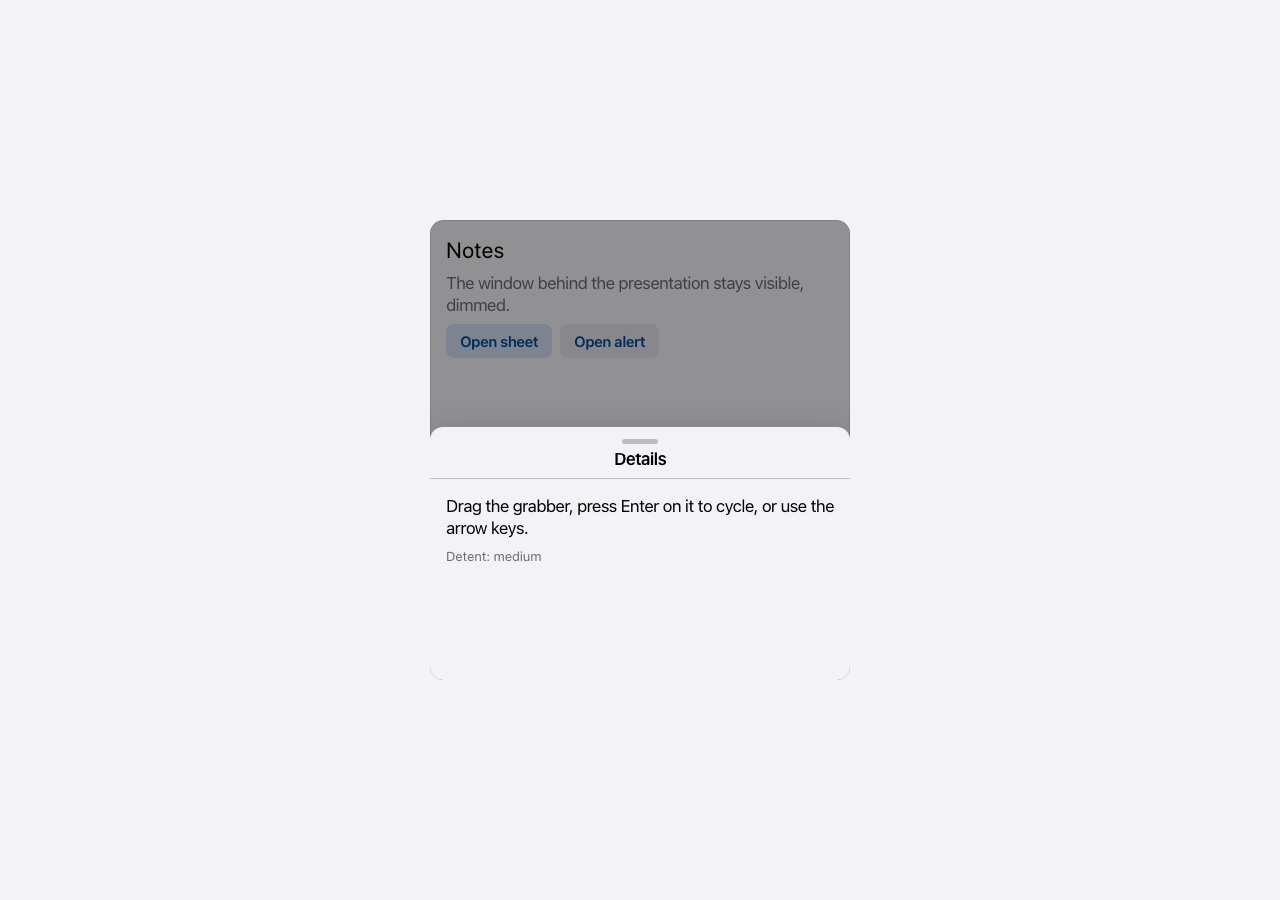 Notes
The window behind the presentation stays visible,
dimmed.
Open sheet Open alert
Details
Drag the grabber, press Enter on it to cycle, or use the
arrow keys.
Detent: medium